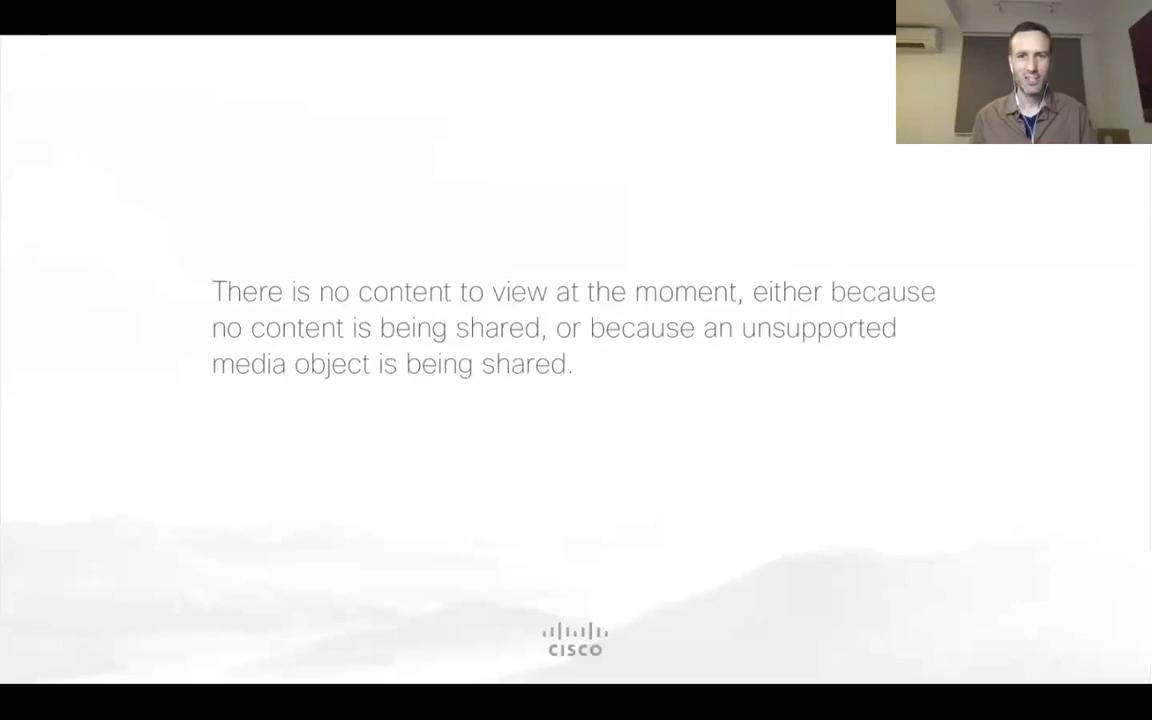 There is no content to view at the moment, either because
no content is being shared, or because an unsupported
media object is being shared.
CISCO